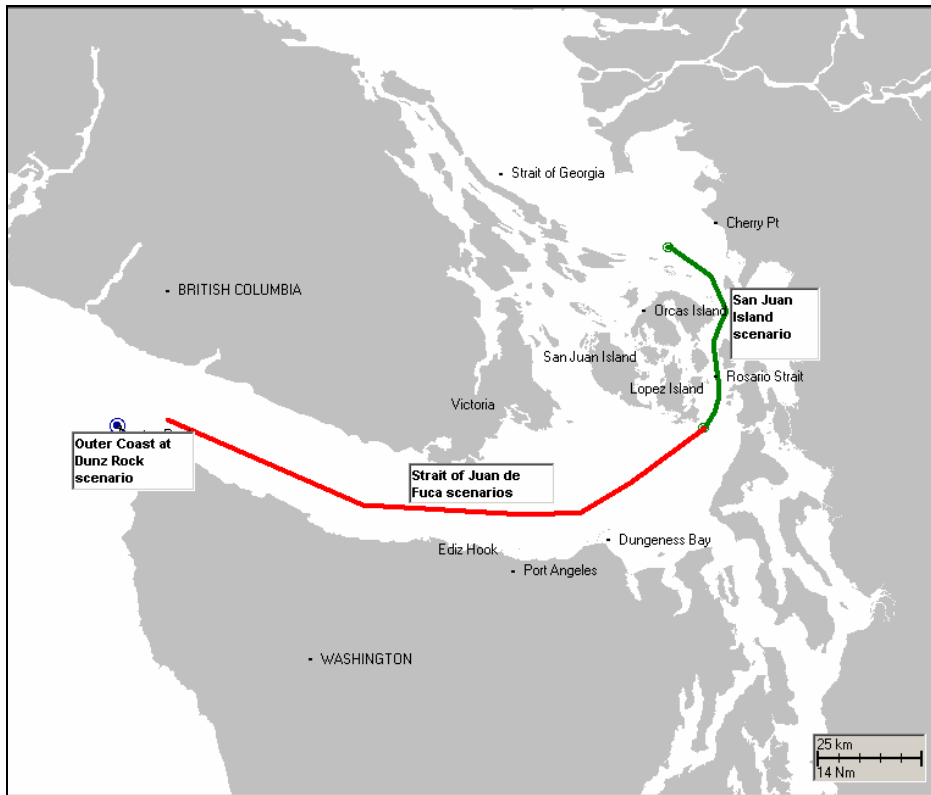 Strait of Georgia
Cherry Pt
BRITISH COLUMBIA
San Juan
Island
scenario
Orcas Island
San Juan Island
Rosario Strait
Lopez Island
Victoria
Outer Coast at
Dunz Rock
scenario
Strait of Juan de
Fuca scenarios
Dungeness Bay
Ediz Hook
Port Angeles
WASHINGTON
25 km
14 Nm